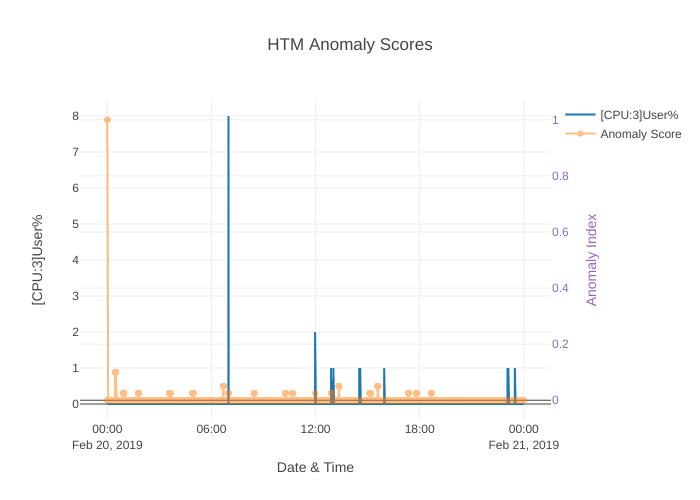 HTM Anomaly Scores
[CPU:3]User%
Anomaly Score
8
7
6
5
4
3
2
1
0
1
0.8
0.6
0.4
0.2
0
[CPU:3]User%
Anomaly Index
00:00
Feb 20, 2019
06:00
12:00
18:00
00:00
Feb 21, 2019
Date & Time